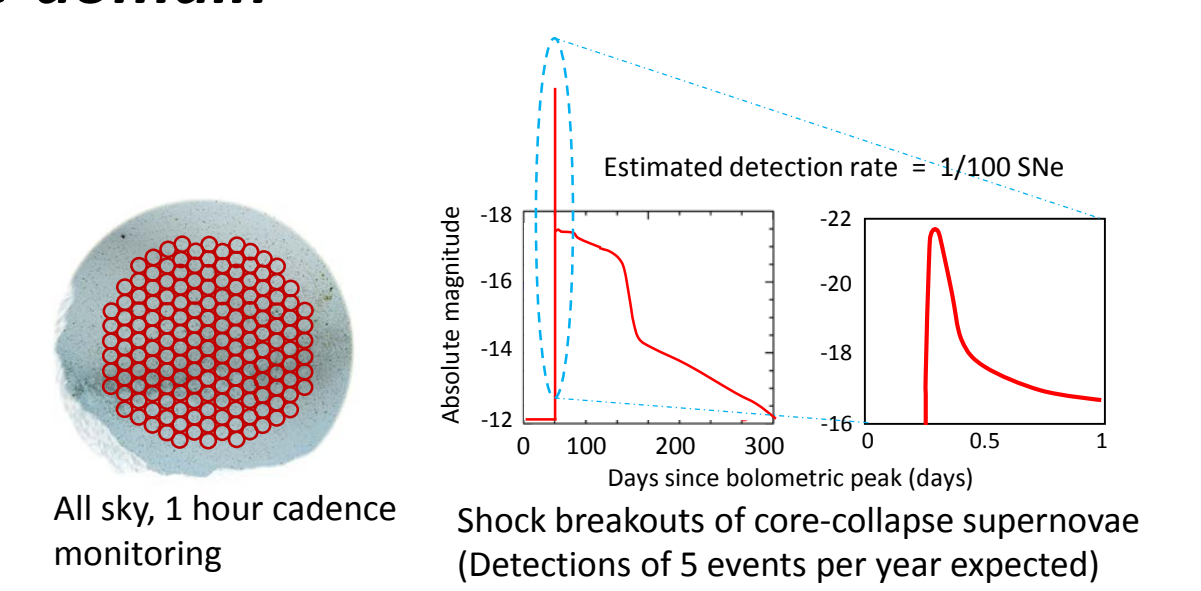 Estimated detection rate = 1/100 SNe
Absolute magnitude
-18
-16
-14
-12
0 100 200 300
-22
-20
-18
-16
0 0.5 1
Days since bolometric peak (days)
All sky, 1 hour cadence
monitoring
Shock breakouts of core-collapse supernovae
(Detections of 5 events per year expected)